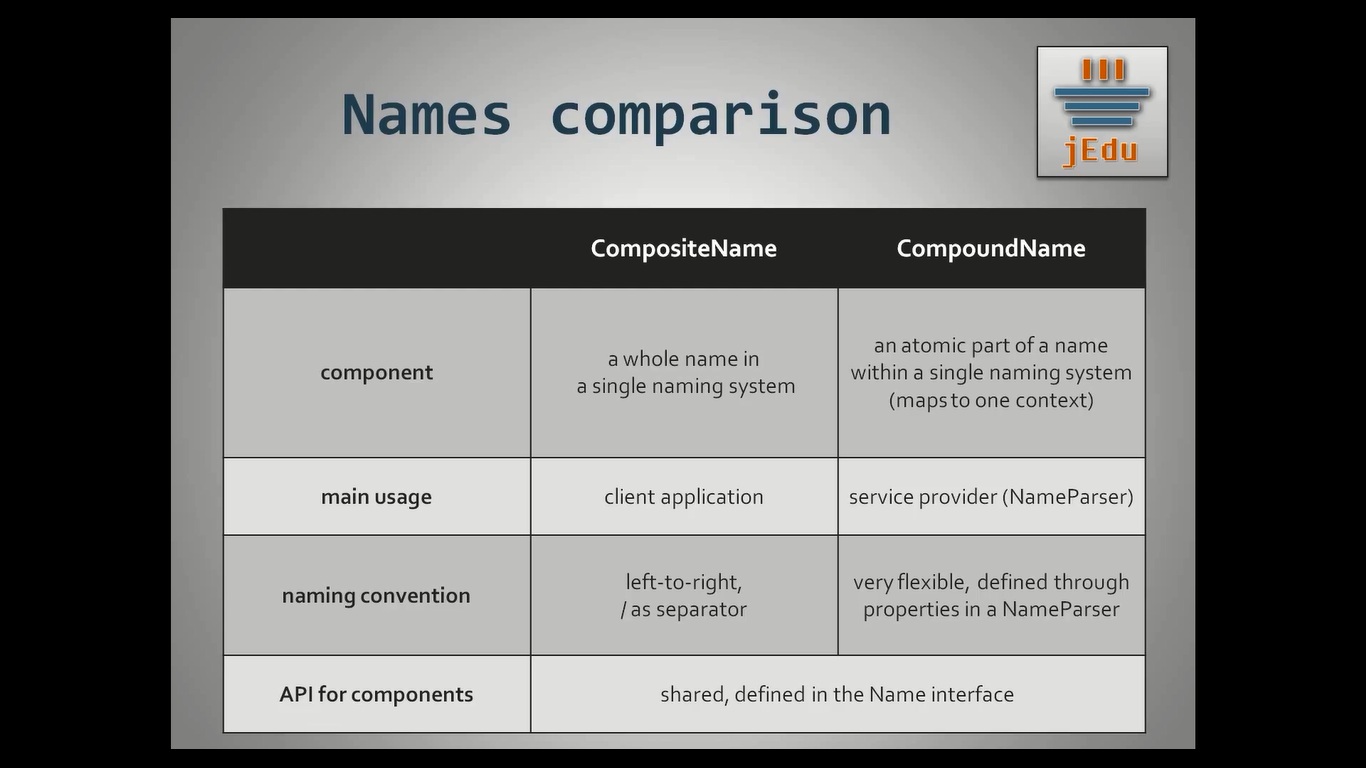 Names comparison
jEdu
CompositeName
CompoundName
component
a whole name in
a single naming system
an atomic part of a name
within a single naming system
(maps to one context)
main usage
client application
service provider (NameParser)
naming convention
left-to-right,
/ as separator
very flexible, defined through
properties in a NameParser
API for components
shared, defined in the Name interface